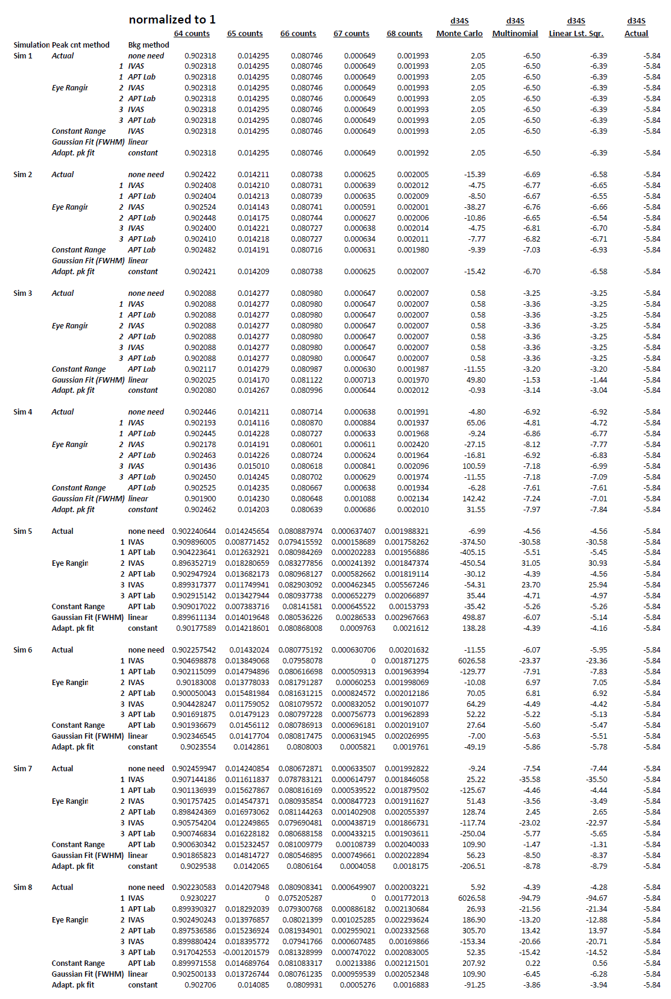 normalized to 1 d34S d34S d34S d34S
64 counts 65 counts 66 counts 67 counts 68 counts Monte Carlo Multinomial Linear Lst. Sqr. Actual
Simulation Peak cnt method Bkg method
Sim 1 Actual none need 0.902318 0.014295 0.080746 0.000649 0.001993 2.05 -6.50 -6.39 -5.84
1 IVAS 0.902318 0.014295 0.080746 0.000649 0.001993 2.05 -6.50 -6.39 -5.84
1 APT Lab 0.902318 0.014295 0.080746 0.000649 0.001993 2.05 -6.50 -6.39 -5.84
Eye Rangin 2 IVAS 0.902318 0.014295 0.080746 0.000649 0.001993 2.05 -6.50 -6.39 -5.84
2 APT Lab 0.902318 0.014295 0.080746 0.000649 0.001993 2.05 -6.50 -6.39 -5.84
3 IVAS 0.902318 0.014295 0.080746 0.000649 0.001993 2.05 -6.50 -6.39 -5.84
3 APT Lab 0.902318 0.014295 0.080746 0.000649 0.001993 2.05 -6.50 -6.39 -5.84
Constant Range IVAS 0.902318 0.014295 0.080746 0.000649 0.001993 2.05 -6.50 -6.39 -5.84
Gaussian Fit (FWHM) linear
Adapt. pk fit constant 0.902318 0.014295 0.080746 0.000649 0.001992 2.05 -6.50 -6.39 -5.84
Sim 2 Actual none need 0.902422 0.014211 0.080738 0.000625 0.002005 -15.39 -6.69 -6.58 -5.84
1 IVAS 0.902408 0.014210 0.080731 0.000639 0.002012 -4.75 -6.77 -6.65 -5.84
1 APT Lab 0.902404 0.014213 0.080739 0.000635 0.002009 -8.50 -6.67 -6.55 -5.84
Eye Rangin 2 IVAS 0.902524 0.014143 0.080741 0.000591 0.002001 -38.27 -6.76 -6.66 -5.84
2 APT Lab 0.902448 0.014175 0.080744 0.000627 0.002006 -10.86 -6.65 -6.54 -5.84
3 IVAS 0.902400 0.014221 0.080727 0.000638 0.002014 -4.75 -6.81 -6.70 -5.84
3 APT Lab 0.902410 0.014218 0.080727 0.000634 0.002011 -7.77 -6.82 -6.71 -5.84
Constant Range APT Lab 0.902482 0.014191 0.080716 0.000631 0.001980 -9.39 -7.03 -6.93 -5.84
Gaussian Fit (FWHM) linear
Adapt. pk fit constant 0.902421 0.014209 0.080738 0.000625 0.002007 -15.42 -6.70 -6.58 -5.84
Sim 3 Actual none need 0.902088 0.014277 0.080980 0.000647 0.002007 0.58 -3.25 -3.25 -5.84
1 IVAS 0.902088 0.014277 0.080980 0.000647 0.002007 0.58 -3.36 -3.25 -5.84
1 APT Lab 0.902088 0.014277 0.080980 0.000647 0.002007 0.58 -3.36 -3.25 -5.84
Eye Rangin 2 IVAS 0.902088 0.014277 0.080980 0.000647 0.002007 0.58 -3.36 -3.25 -5.84
2 APT Lab 0.902088 0.014277 0.080980 0.000647 0.002007 0.58 -3.36 -3.25 -5.84
3 IVAS 0.902088 0.014277 0.080980 0.000647 0.002007 0.58 -3.36 -3.25 -5.84
3 APT Lab 0.902088 0.014277 0.080980 0.000647 0.002007 0.58 -3.36 -3.25 -5.84
Constant Range APT Lab 0.902117 0.014279 0.080987 0.000630 0.001987 -11.55 -3.20 -3.20 -5.84
Gaussian Fit (FWHM) linear 0.902025 0.014170 0.081122 0.000713 0.001970 49.80 -1.53 -1.44 -5.84
Adapt. pk fit constant 0.902080 0.014267 0.080996 0.000644 0.002012 -0.93 -3.14 -3.04 -5.84
Sim 4 Actual none need 0.902446 0.014211 0.080714 0.000638 0.001991 -4.80 -6.92 -6.92 -5.84
1 IVAS 0.902193 0.014116 0.080870 0.000884 0.001937 65.06 -4.81 -4.72 -5.84
1 APT Lab 0.902445 0.014228 0.080727 0.000633 0.001968 -9.24 -6.86 -6.77 -5.84
Eye Rangin 2 IVAS 0.902178 0.014191 0.080601 0.000611 0.002420 -27.15 -8.12 -7.77 -5.84
2 APT Lab 0.902463 0.014226 0.080724 0.000624 0.001964 -16.81 -6.92 -6.83 -5.84
3 IVAS 0.901436 0.015010 0.080618 0.000841 0.002096 100.59 -7.18 -6.99 -5.84
3 APT Lab 0.902450 0.014245 0.080702 0.000629 0.001974 -11.55 -7.18 -7.09 -5.84
Constant Range APT Lab 0.902525 0.014235 0.080667 0.000638 0.001934 -6.28 -7.61 -7.61 -5.84
Gaussian Fit (FWHM) linear 0.901900 0.014230 0.080648 0.001088 0.002134 142.42 -7.24 -7.01 -5.84
Adapt. pk fit constant 0.902462 0.014203 0.080639 0.000686 0.002010 31.55 -7.97 -7.84 -5.84
Sim 5 Actual none need 0.902240644 0.014245654 0.080887974 0.000637407 0.001988321 -6.99 -4.56 -4.56 -5.84
1 IVAS 0.909896005 0.008771452 0.079415592 0.000158689 0.001758262 -374.50 -30.58 -30.58 -5.84
1 APT Lab 0.904223641 0.012632921 0.080984269 0.000202283 0.001956886 -405.15 -5.51 -5.45 -5.84
Eye Rangin 2 IVAS 0.896352719 0.018280659 0.083277856 0.000241392 0.001847374 -450.54 31.05 30.93 -5.84
2 APT Lab 0.902947924 0.013682173 0.080968127 0.000582662 0.001819114 -30.12 -4.39 -4.56 -5.84
3 IVAS 0.899317377 0.011749941 0.082903092 0.000462345 0.005567246 -54.31 23.70 25.94 -5.84
3 APT Lab 0.902915142 0.013427944 0.080937738 0.000652279 0.002066897 35.44 -4.71 -4.97 -5.84
Constant Range APT Lab 0.909017022 0.007383716 0.08141581 0.000645522 0.00153793 -35.42 -5.26 -5.26 -5.84
Gaussian Fit (FWHM) linear 0.899611134 0.014019648 0.080536226 0.00286533 0.002967663 498.87 -6.07 -5.14 -5.84
Adapt. pk fit constant 0.90177589 0.014218601 0.080868008 0.0009763 0.0021612 138.28 -4.39 -4.16 -5.84
Sim 6 Actual none need 0.902257542 0.01432024 0.080775192 0.000630706 0.00201632 -11.55 -6.07 -5.95 -5.84
1 IVAS 0.904698878 0.013849068 0.07958078 0 0.001871275 6026.58 -23.37 -23.36 -5.84
1 APT Lab 0.902115099 0.014794896 0.080616698 0.000509313 0.001963994 -129.77 -7.91 -7.83 -5.84
Eye Rangin 2 IVAS 0.90183008 0.013778033 0.081791287 0.00060253 0.001998069 -10.08 6.97 7.05 -5.84
2 APT Lab 0.900050043 0.015481984 0.081631215 0.000824572 0.002012186 70.05 6.81 6.92 -5.84
3 IVAS 0.904428247 0.011759052 0.081079572 0.000832052 0.001901077 64.29 -4.49 -4.42 -5.84
3 APT Lab 0.901691875 0.01479123 0.080797228 0.000756773 0.001962893 52.22 -5.22 -5.13 -5.84
Constant Range APT Lab 0.901936679 0.01456112 0.080786913 0.000696181 0.002019107 27.64 -5.60 -5.47 -5.84
Gaussian Fit (FWHM) linear 0.902346545 0.01417704 0.080817475 0.000631945 0.002026995 -7.00 -5.63 -5.51 -5.84
Adapt. pk fit constant 0.9023554 0.0142861 0.0808003 0.0005821 0.0019761 -49.19 -5.86 -5.78 -5.84
Sim 7 Actual none need 0.902459947 0.014240854 0.080672871 0.000633507 0.001992822 -9.24 -7.54 -7.44 -5.84
1 IVAS 0.907144186 0.011611837 0.078783121 0.000614797 0.001846058 25.22 -35.58 -35.50 -5.84
1 APT Lab 0.901136939 0.015627867 0.080816169 0.000539522 0.001879502 -125.67 -4.46 -4.44 -5.84
Eye Rangin 2 IVAS 0.901757425 0.014547371 0.080935854 0.000847723 0.001911627 51.43 -3.56 -3.49 -5.84
2 APT Lab 0.898424369 0.016973062 0.081144263 0.001402908 0.002055397 128.74 2.45 2.65 -5.84
3 IVAS 0.905754204 0.012249865 0.079690481 0.000438719 0.001866731 -117.74 -23.02 -22.97 -5.84
3 APT Lab 0.900746834 0.016228182 0.080688158 0.000433215 0.001903611 -250.04 -5.77 -5.65 -5.84
Constant Range APT Lab 0.900630342 0.015232457 0.081009779 0.00108739 0.002040033 109.90 -1.47 -1.31 -5.84
Gaussian Fit (FWHM) linear 0.901865823 0.014814727 0.080546895 0.000749661 0.002022894 56.23 -8.50 -8.37 -5.84
Adapt. pk fit constant 0.9029538 0.0142065 0.0806164 0.0004058 0.0018175 -206.51 -8.78 -8.79 -5.84
Sim 8 Actual none need 0.902230583 0.014207948 0.080908341 0.000649907 0.002003221 5.92 -4.39 -4.28 -5.84
1 IVAS 0.9230227 0 0.075205287 0 0.001772013 6026.58 -94.79 -94.67 -5.84
1 APT Lab 0.899390327 0.018292039 0.079300768 0.000886182 0.002130684 26.93 -21.56 -21.34 -5.84
Eye Rangin 2 IVAS 0.902490243 0.013976857 0.08021399 0.001025285 0.002293624 186.90 -13.20 -12.88 -5.84
2 APT Lab 0.897536586 0.015236924 0.081934901 0.002959021 0.002332568 305.70 13.42 13.97 -5.84
3 IVAS 0.899880424 0.018395772 0.07941766 0.000607485 0.00169866 -153.34 -20.66 -20.71 -5.84
3 APT Lab 0.917042553 -0.001201579 0.081328999 0.000747022 0.002083005 52.35 -15.42 -14.52 -5.84
Constant Range APT Lab 0.899971558 0.014689764 0.081083317 0.00213386 0.002121501 207.92 0.22 0.56 -5.84
Gaussian Fit (FWHM) linear 0.902500133 0.013726744 0.080761235 0.000959539 0.002052348 109.90 -6.45 -6.28 -5.84
Adapt. pk fit constant 0.902706 0.014085 0.0809931 0.0005276 0.0016883 -91.25 -3.86 -3.94 -5.84